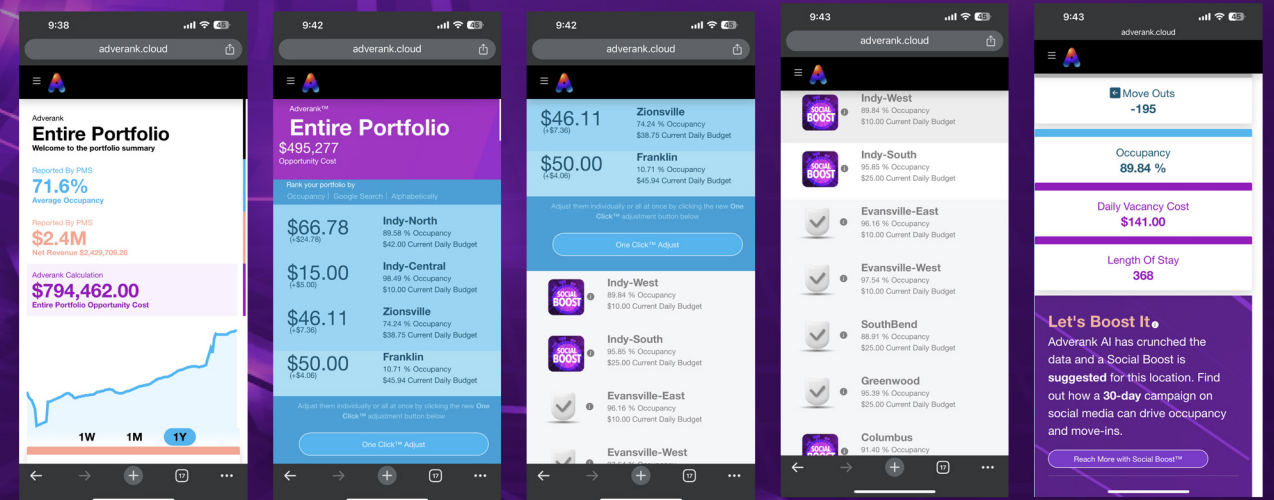 9:38
45
adverank.cloud
Adverank
Entire Portfolio
Welcome to the portfolio summary
Reported By PMS
71.6%
Average Occupancy
Reported By PMS
$2.4M
Net Revenue $2,429,709.26
Adverank Calculation
$794,462.00
Entire Portfolio Opportunity Cost
1W 1M 1Y
17
9:42
45
adverank.cloud
Adverank™
Entire Portfolio
$495,277
Opportunity Cost
Rank your portfolio by
Occupancy | Google Search | Alphabetically
$66.78
(+$24.78)
Indy-North
89.58 % Occupancy
$42.00 Current Daily Budget
$15.00
(+$5.00)
Indy-Central
98.49 % Occupancy
$10.00 Current Daily Budget
$46.11
(+$7.36)
Zionsville
74.24 % Occupancy
$38.75 Current Daily Budget
$50.00
(+$4.06)
Franklin
10.71 % Occupancy
$45.94 Current Daily Budget
Adjust them individually or all at once by clicking the new One
Click™ adjustment button below
One Click™ Adjust
17
9:42
45
adverank.cloud
$46.11
(+$7.36)
Zionsville
74.24 % Occupancy
$38.75 Current Daily Budget
$50.00
(+$4.06)
Franklin
10.71 % Occupancy
$45.94 Current Daily Budget
Adjust them individually or all at once by clicking the new One
Click™ adjustment button below
One Click™ Adjust
SOCIAL
BOOST
Indy-West
89.84 % Occupancy
$10.00 Current Daily Budget
SOCIAL
BOOST
Indy-South
95.85 % Occupancy
$25.00 Current Daily Budget
Evansville-East
96.16 % Occupancy
$10.00 Current Daily Budget
Evansville-West
97.54 % Occupancy
17
9:43
45
adverank.cloud
SOCIAL
BOOST
Indy-West
89.84 % Occupancy
$10.00 Current Daily Budget
SOCIAL
BOOST
Indy-South
95.85 % Occupancy
$25.00 Current Daily Budget
Evansville-East
96.16 % Occupancy
$10.00 Current Daily Budget
Evansville-West
97.54 % Occupancy
$10.00 Current Daily Budget
SouthBend
88.91 % Occupancy
$25.00 Current Daily Budget
Greenwood
95.39 % Occupancy
$25.00 Current Daily Budget
SOCIAL
BOOST
Columbus
91.40 % Occupancy
17
9:43
45
adverank.cloud
Move Outs
-195
Occupancy
89.84 %
Daily Vacancy Cost
$141.00
Length Of Stay
368
Let's Boost It
Adverank AI has crunched the
data and a Social Boost is
suggested for this location. Find
out how a 30-day campaign on
social media can drive occupancy
and move-ins.
Reach More with Social Boost™